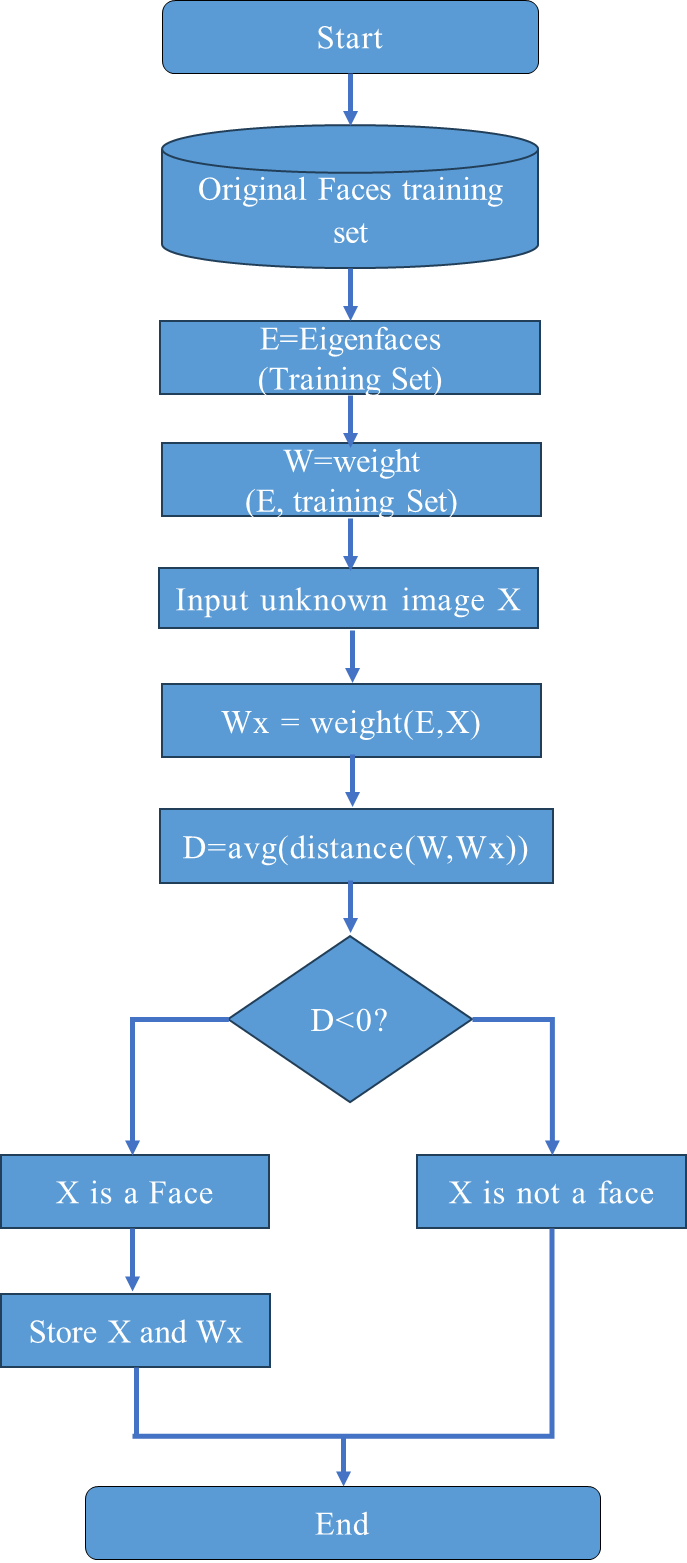 Start
Original Faces training
set
E=Eigenfaces
(Training Set)
W=weight
(E, training Set)
Input unknown image X
Wx = weight(E,X)
D=avg(distance(W,Wx))
D<0?
X is a Face
X is not a face
Store X and Wx
End